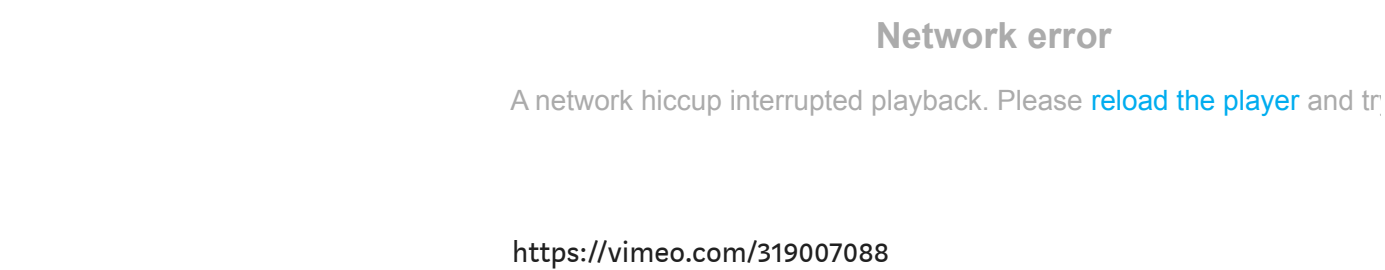 Network error
A network hiccup interrupted playback. Please reload the player and
https://vimeo.com/319007088